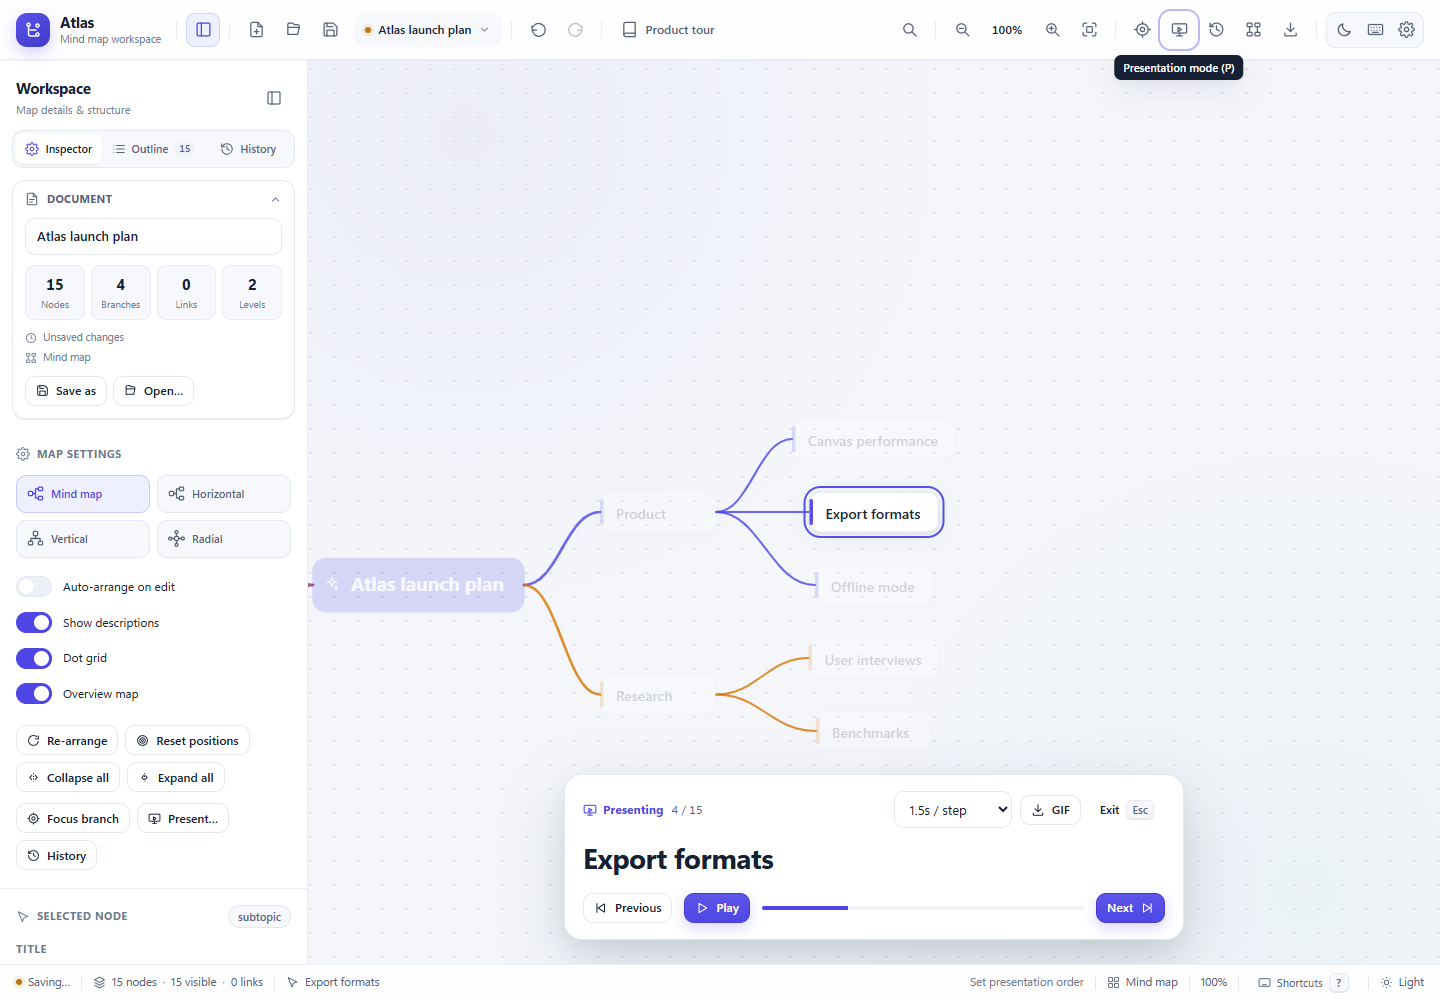 Atlas
Mind map workspace
Atlas launch plan
Product tour
100%
Presentation mode (P)
Workspace
Map details & structure
Inspector
Outline 15
History
DOCUMENT
Atlas launch plan
15 Nodes
4 Branches
0 Links
2 Levels
Unsaved changes
Mind map
Save as
Open...
MAP SETTINGS
Mind map
Horizontal
Vertical
Radial
Auto-arrange on edit
Show descriptions
Dot grid
Overview map
Re-arrange
Reset positions
Collapse all
Expand all
Focus branch
Present...
History
SELECTED NODE
subtopic
TITLE
Canvas performance
Product
Export formats
Atlas launch plan
Offline mode
User interviews
Research
Benchmarks
Presenting 4 / 15
1.5s / step
GIF
Exit Esc
Export formats
Previous
Play
Next
Saving...
15 nodes · 15 visible · 0 links
Export formats
Set presentation order
Mind map
100%
Shortcuts ?
Light